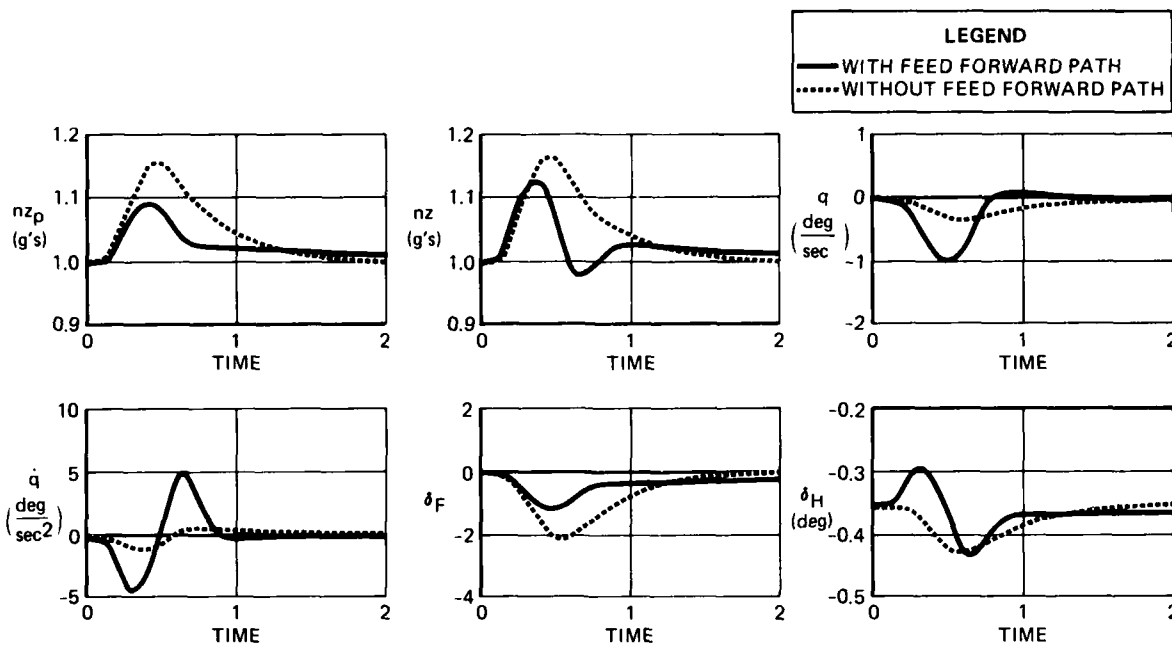 LEGEND
WITH FEED FORWARD PATH
WITHOUT FEED FORWARD PATH
1.2
1.1
1.0
0.9
nzp
(g's)
0
1
2
TIME
1.2
1.1
1.0
0.9
nz
(g's)
0
1
2
TIME
1
0
-1
-2
q
(deg/sec)
0
1
2
TIME
10
5
0
-5
q̇
(deg/sec2)
0
1
2
TIME
2
0
-2
-4
δF
0
1
2
TIME
-0.2
-0.3
-0.4
-0.5
δH
(deg)
0
1
2
TIME